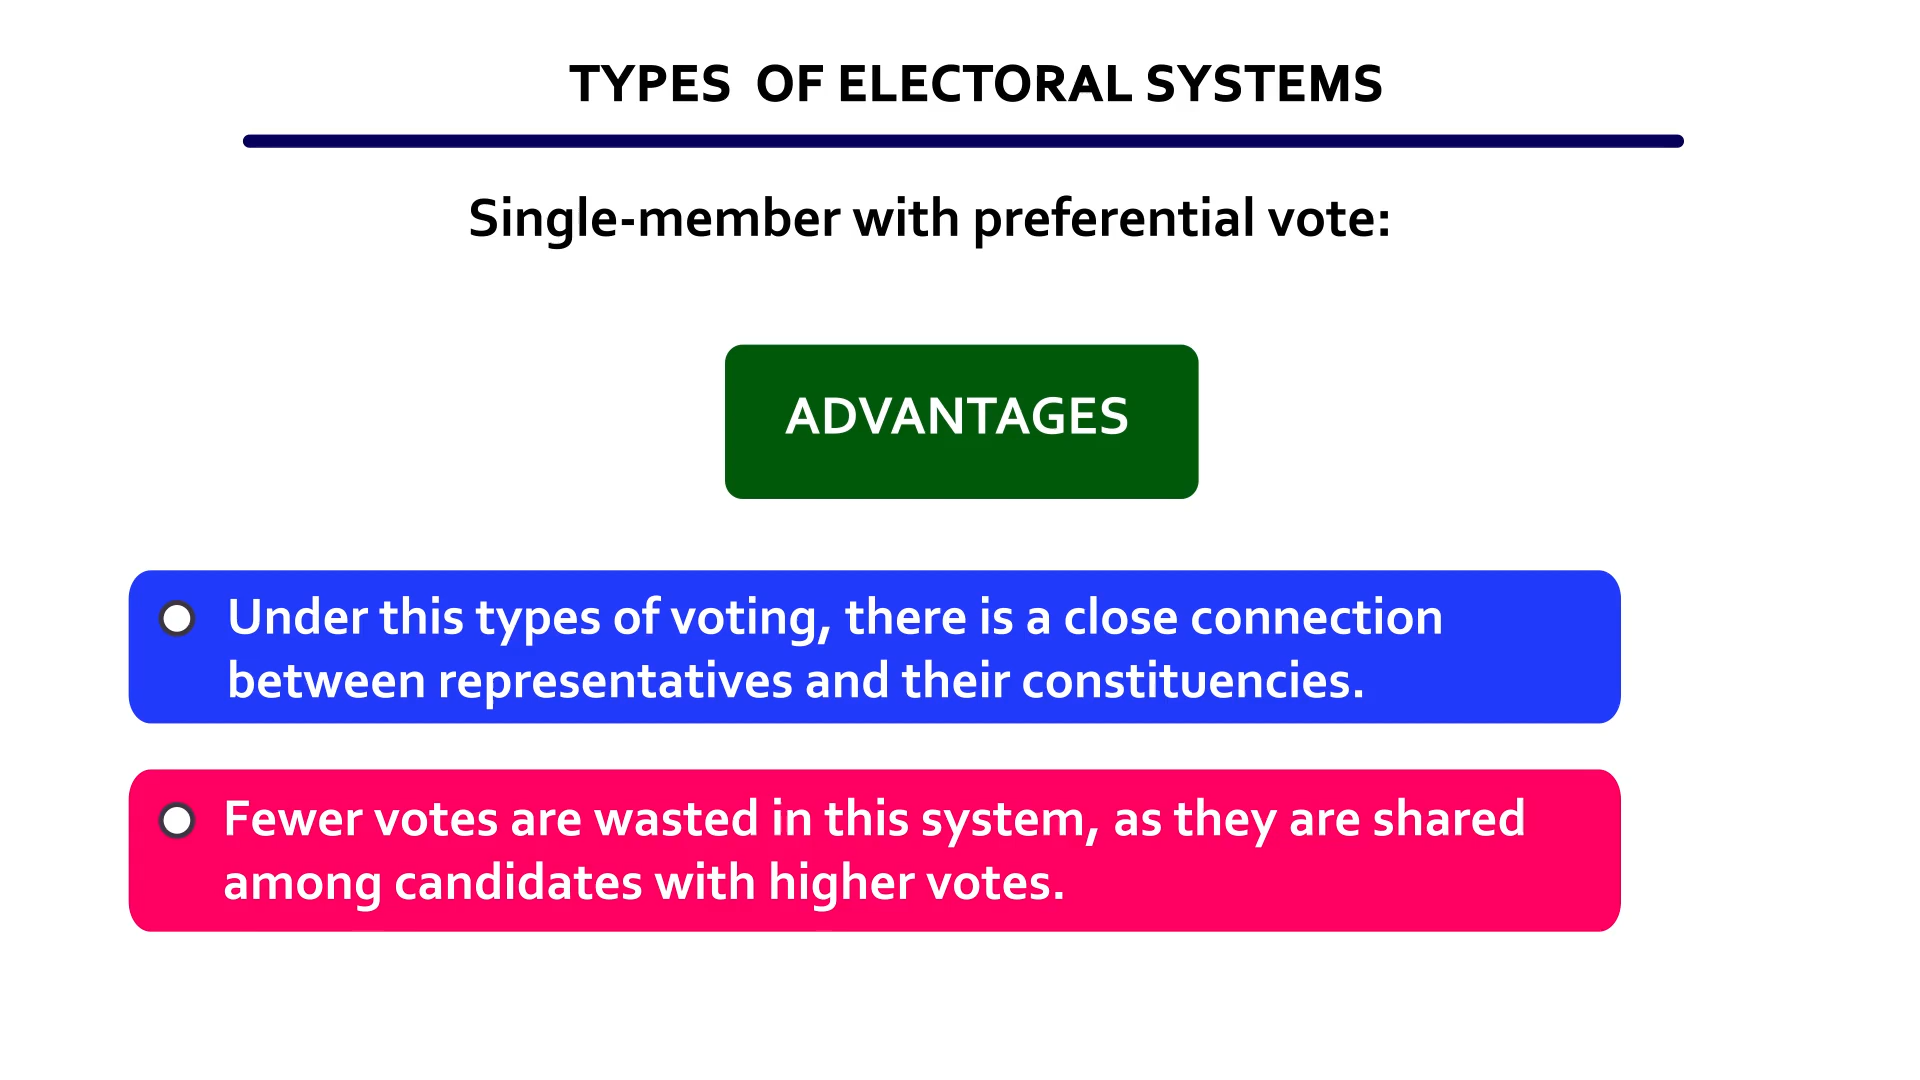 TYPES  OF ELECTORAL SYSTEMS
Single-member with preferential vote:
ADVANTAGES
Under this types of voting, there is a close connection
between representatives and their constituencies.
Fewer votes are wasted in this system, as they are shared
among candidates with higher votes.